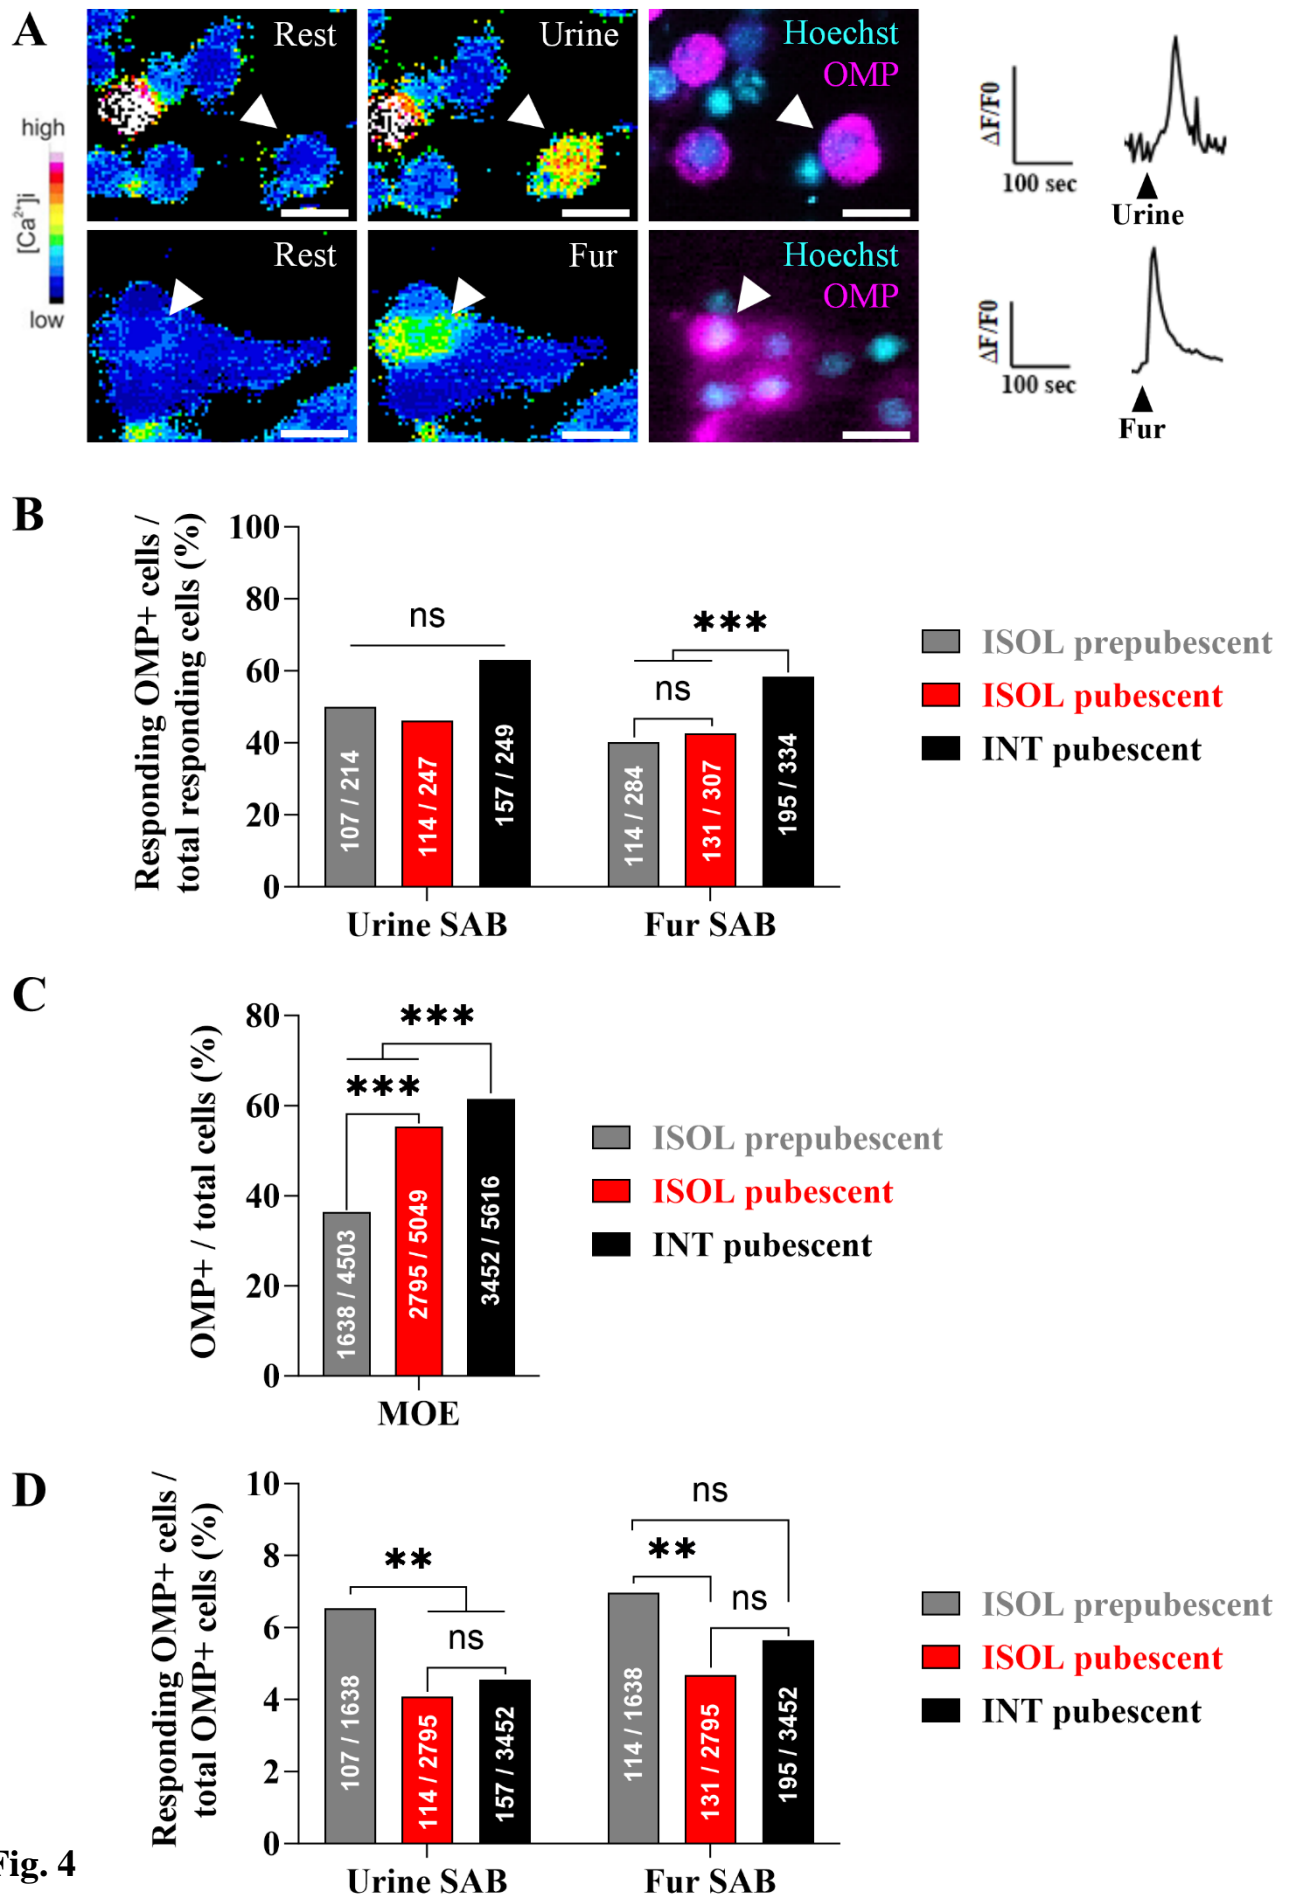 A
Rest
Urine
Hoechst
OMP
high
[Ca²⁺]i
low
ΔF/F0
100 sec
Urine
Rest
Fur
Hoechst
OMP
ΔF/F0
100 sec
Fur
B
Responding OMP+ cells /
total responding cells (%)
100
80
60
40
20
0
ns
***
ns
107 / 214
114 / 247
157 / 249
114 / 284
131 / 307
195 / 334
Urine SAB
Fur SAB
ISOL prepubescent
ISOL pubescent
INT pubescent
C
OMP+ / total cells (%)
80
60
40
20
0
***
***
1638 / 4503
2795 / 5049
3452 / 5616
MOE
ISOL prepubescent
ISOL pubescent
INT pubescent
D
Responding OMP+ cells /
total OMP+ cells (%)
10
8
6
4
2
0
**
ns
ns
**
ns
107 / 1638
114 / 2795
157 / 3452
114 / 1638
131 / 2795
195 / 3452
Urine SAB
Fur SAB
ISOL prepubescent
ISOL pubescent
INT pubescent
Fig. 4